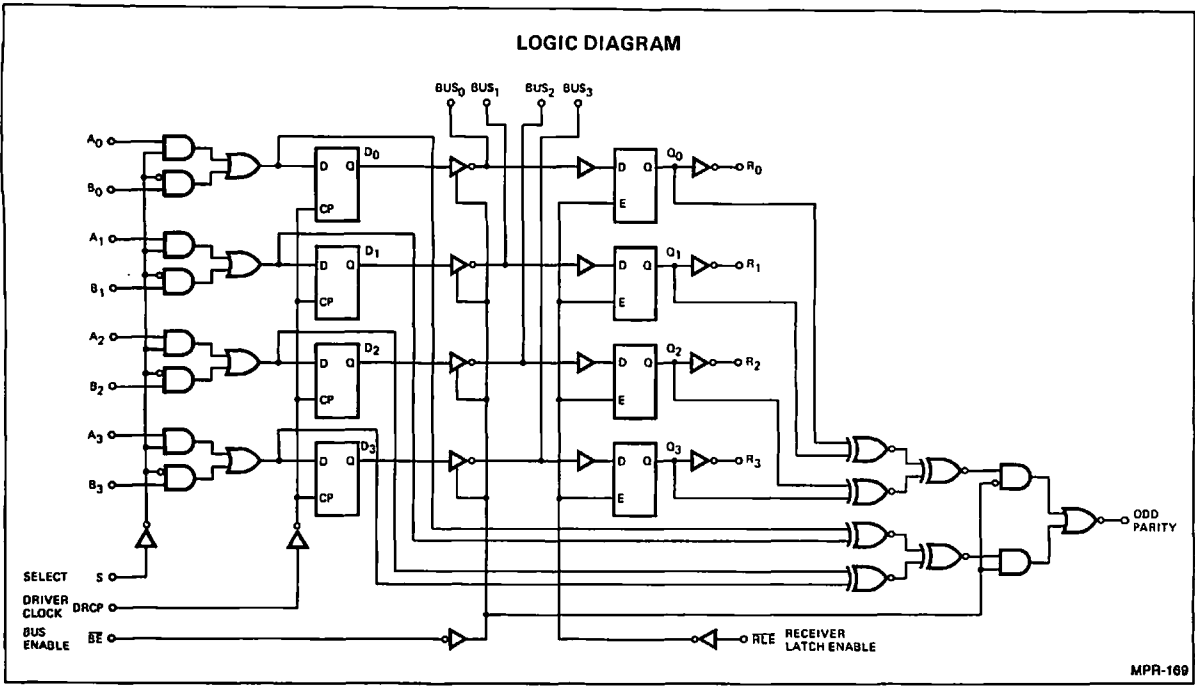 LOGIC DIAGRAM
BUS₀ BUS₁ BUS₂ BUS₃
A₀
B₀
D Q
D₀
CP
D
Q₀
E
R₀
A₁
B₁
D Q
D₁
CP
D
Q₁
E
R₁
A₂
B₂
D Q
D₂
CP
D
Q₂
E
R₂
A₃
B₃
D Q
D₃
CP
D
Q₃
E
R₃
ODD
PARITY
SELECT S
DRIVER
CLOCK DRCP
BUS
ENABLE B̅E̅
R̅L̅E̅ RECEIVER
LATCH ENABLE
MPR-169